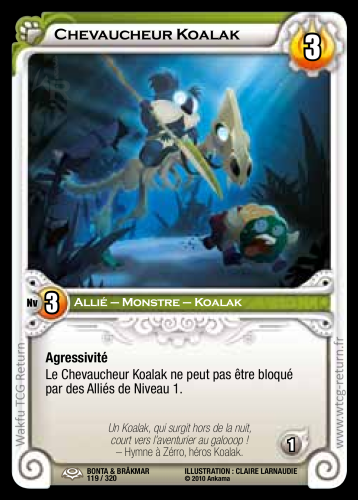 Chevaucheur Koalak
3
Nv 3 Allié – Monstre – Koalak
Agressivité
Le Chevaucheur Koalak ne peut pas être bloqué
par des Alliés de Niveau 1.
Un Koalak, qui surgit hors de la nuit,
court vers l'aventurier au galooop !
– Hymne à Zérro, héros Koalak.
1
BONTA & BRÂKMAR
119 / 320
ILLUSTRATION : CLAIRE LARNAUDIE
© 2010 Ankama
Wakfu TCG Return
www.wtcg-return.fr